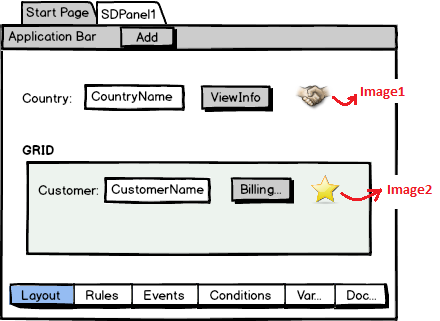 Start Page SDPanel1
Application Bar Add
Country: CountryName ViewInfo Image1
GRID
Customer: CustomerName Billing... Image2
Layout Rules Events Conditions Var... Doc...